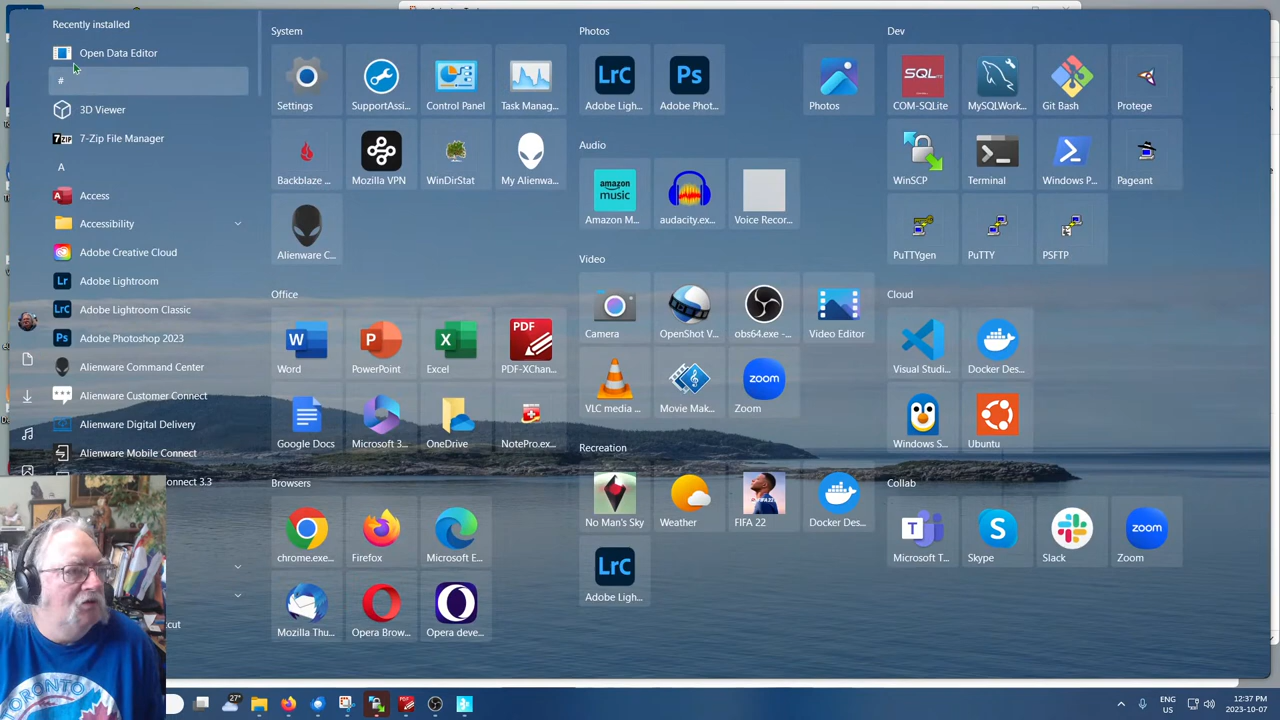 Recently installed
Open Data Editor
#
3D Viewer
7-Zip File Manager
A
Access
Accessibility
Adobe Creative Cloud
Adobe Lightroom
Adobe Lightroom Classic
Adobe Photoshop 2023
Alienware Command Center
Alienware Customer Connect
Alienware Digital Delivery
Alienware Mobile Connect
onnect 3.3
cut
System
Settings
SupportAssi...
Control Panel
Task Manag...
Backblaze ...
Mozilla VPN
WinDirStat
My Alienwa...
Alienware C...
Office
Word
PowerPoint
Excel
PDF-XChan...
Google Docs
Microsoft 3...
OneDrive
NotePro.ex...
Browsers
chrome.exe...
Firefox
Microsoft E...
Mozilla Thu...
Opera Brow...
Opera deve...
Photos
Adobe Ligh...
Adobe Phot...
Photos
Audio
Amazon M...
audacity.ex...
Voice Recor...
Video
Camera
OpenShot V...
obs64.exe -...
Video Editor
VLC media ...
Movie Mak...
Zoom
Recreation
No Man's Sky
Weather
FIFA 22
Docker Des...
Adobe Ligh...
Dev
COM-SQLite
MySQLWork...
Git Bash
Protege
WinSCP
Terminal
Windows P...
Pageant
PuTTYgen
PuTTY
PSFTP
Cloud
Visual Studi...
Docker Des...
Windows S...
Ubuntu
Collab
Microsoft T...
Skype
Slack
Zoom
27°
ENG
US
12:37 PM
2023-10-07